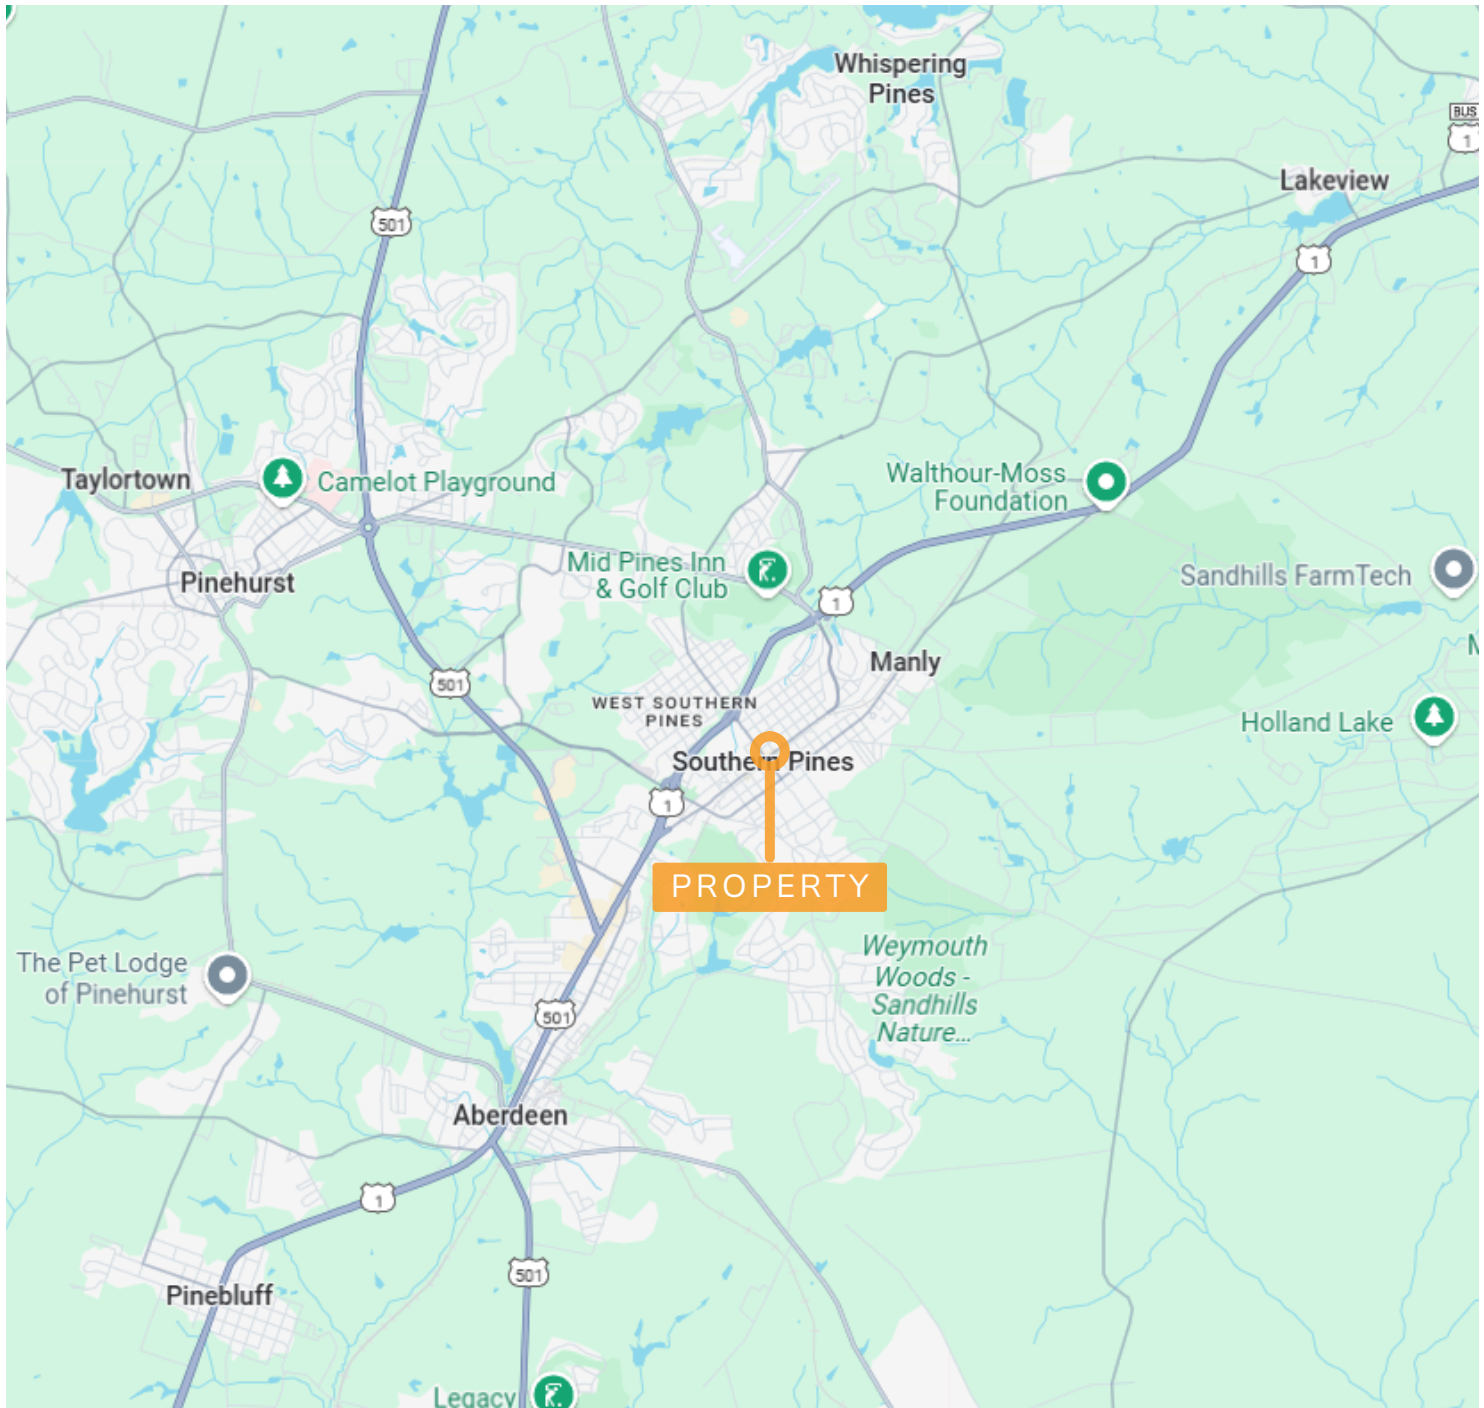 Whispering
Pines
BUS
1
Lakeview
501
1
Taylortown
Camelot Playground
Walthour-Moss
Foundation
Mid Pines Inn
& Golf Club
Sandhills FarmTech
Pinehurst
1
M
Manly
501
WEST SOUTHERN
PINES
Holland Lake
Southern Pines
1
PROPERTY
Weymouth
Woods -
Sandhills
Nature...
The Pet Lodge
of Pinehurst
501
Aberdeen
1
501
Pinebluff
Legacy